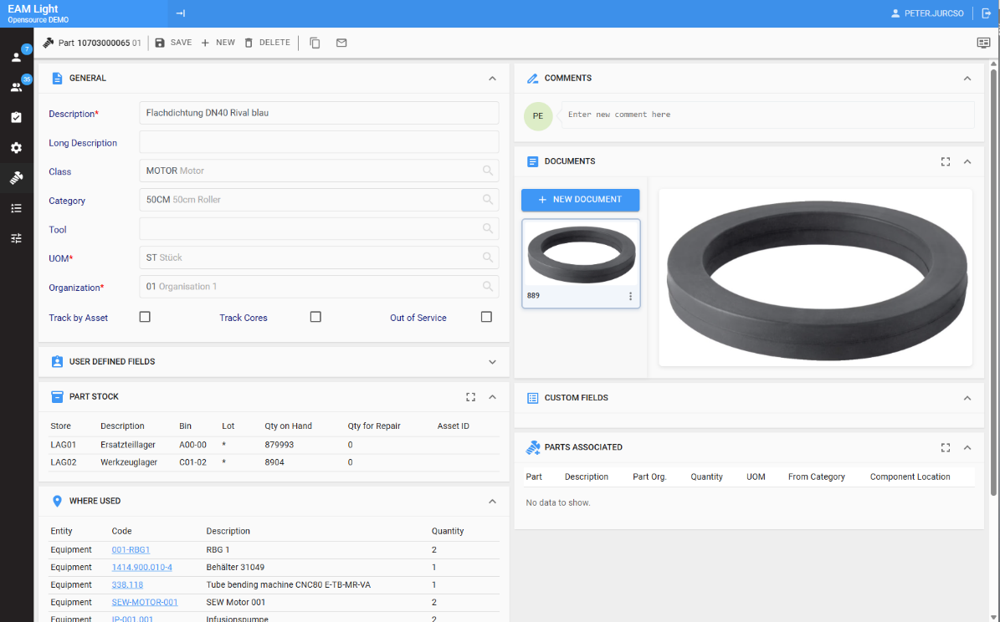 EAM Light
Opensource DEMO
PETER.JURCSO
7
35
Part 10703000065 01 SAVE NEW DELETE
GENERAL
Description* Flachdichtung DN40 Rival blau
Long Description
Class MOTOR Motor
Category 50CM 50cm Roller
Tool
UOM* ST Stück
Organization* 01 Organisation 1
Track by Asset Track Cores Out of Service
USER DEFINED FIELDS
PART STOCK
Store Description Bin Lot Qty on Hand Qty for Repair Asset ID
LAG01 Ersatzteillager A00-00 * 879993 0
LAG02 Werkzeuglager C01-02 * 8904 0
WHERE USED
Entity Code Description Quantity
Equipment 001-RBG1 RBG 1 2
Equipment 1414.900.010-4 Behälter 31049 1
Equipment 338.118 Tube bending machine CNC80 E-TB-MR-VA 1
Equipment SEW-MOTOR-001 SEW Motor 001 2
Equipment IP-001.001 Infusionspumpe 2
COMMENTS
PE Enter new comment here
DOCUMENTS
NEW DOCUMENT
889
CUSTOM FIELDS
PARTS ASSOCIATED
Part Description Part Org. Quantity UOM From Category Component Location
No data to show.